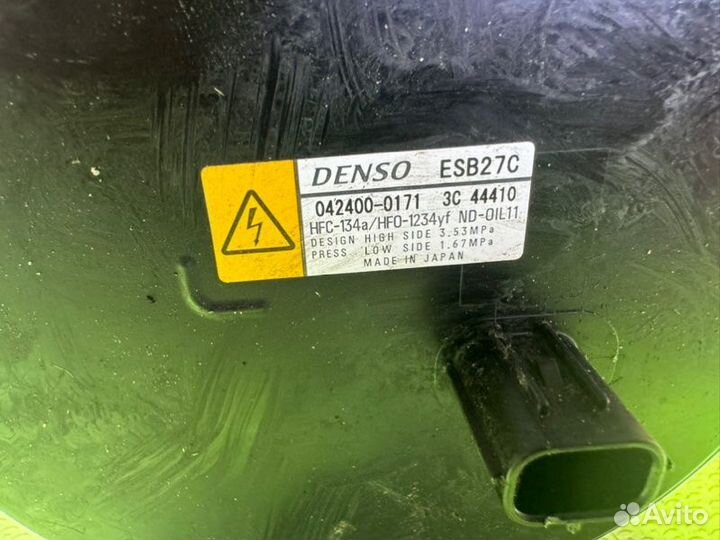 DENSO ESB27C
042400-0171 3C 44410
HFC-134a/HFO-1234yf ND-OIL11
DESIGN HIGH SIDE 3.53MPa
PRESS LOW SIDE 1.67MPa
MADE IN JAPAN
Avito